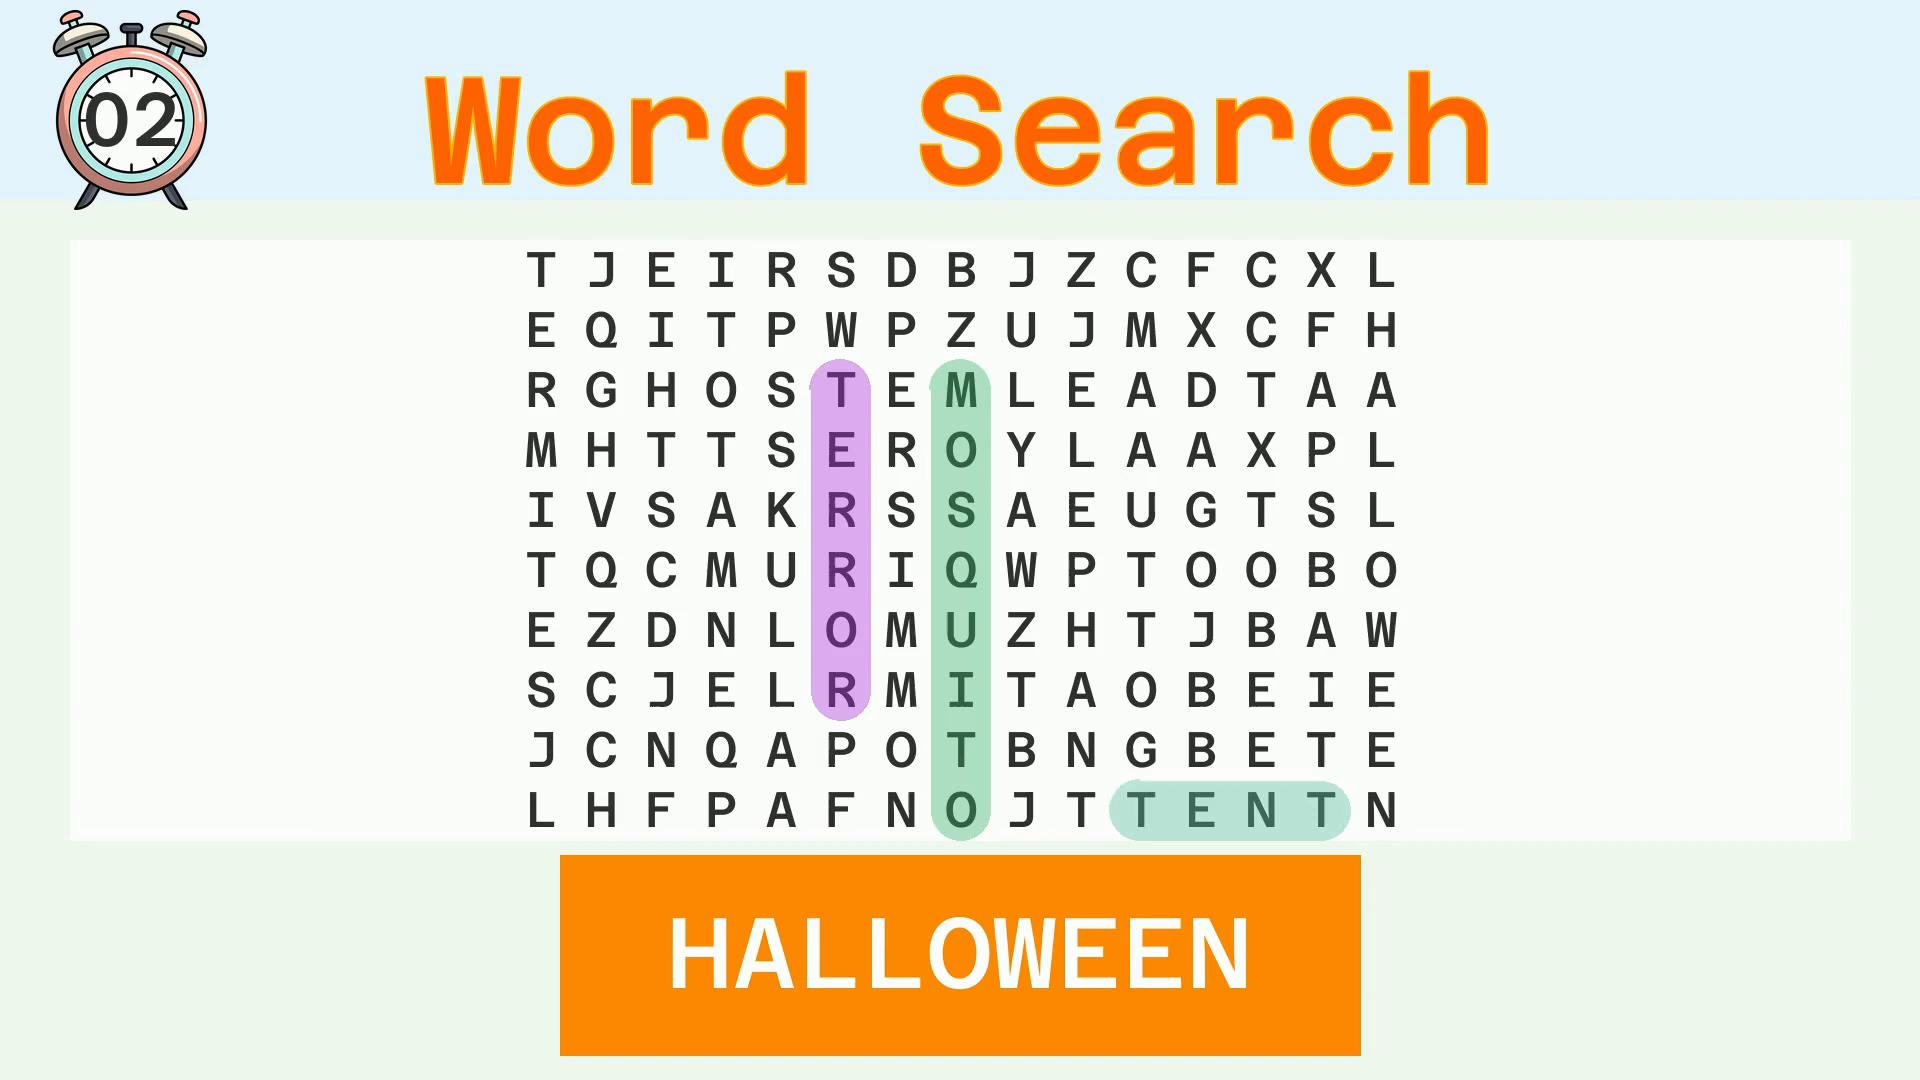 02
Word Search
T J E I R S D B J Z C F C X L
E Q I T P W P Z U J M X C F H
R G H O S T E M L E A D T A A
M H T T S E R O Y L A A X P L
I V S A K R S S A E U G T S L
T Q C M U R I Q W P T O O B O
E Z D N L O M U Z H T J B A W
S C J E L R M I T A O B E I E
J C N Q A P O T B N G B E T E
L H F P A F N O J T T E N T N
HALLOWEEN